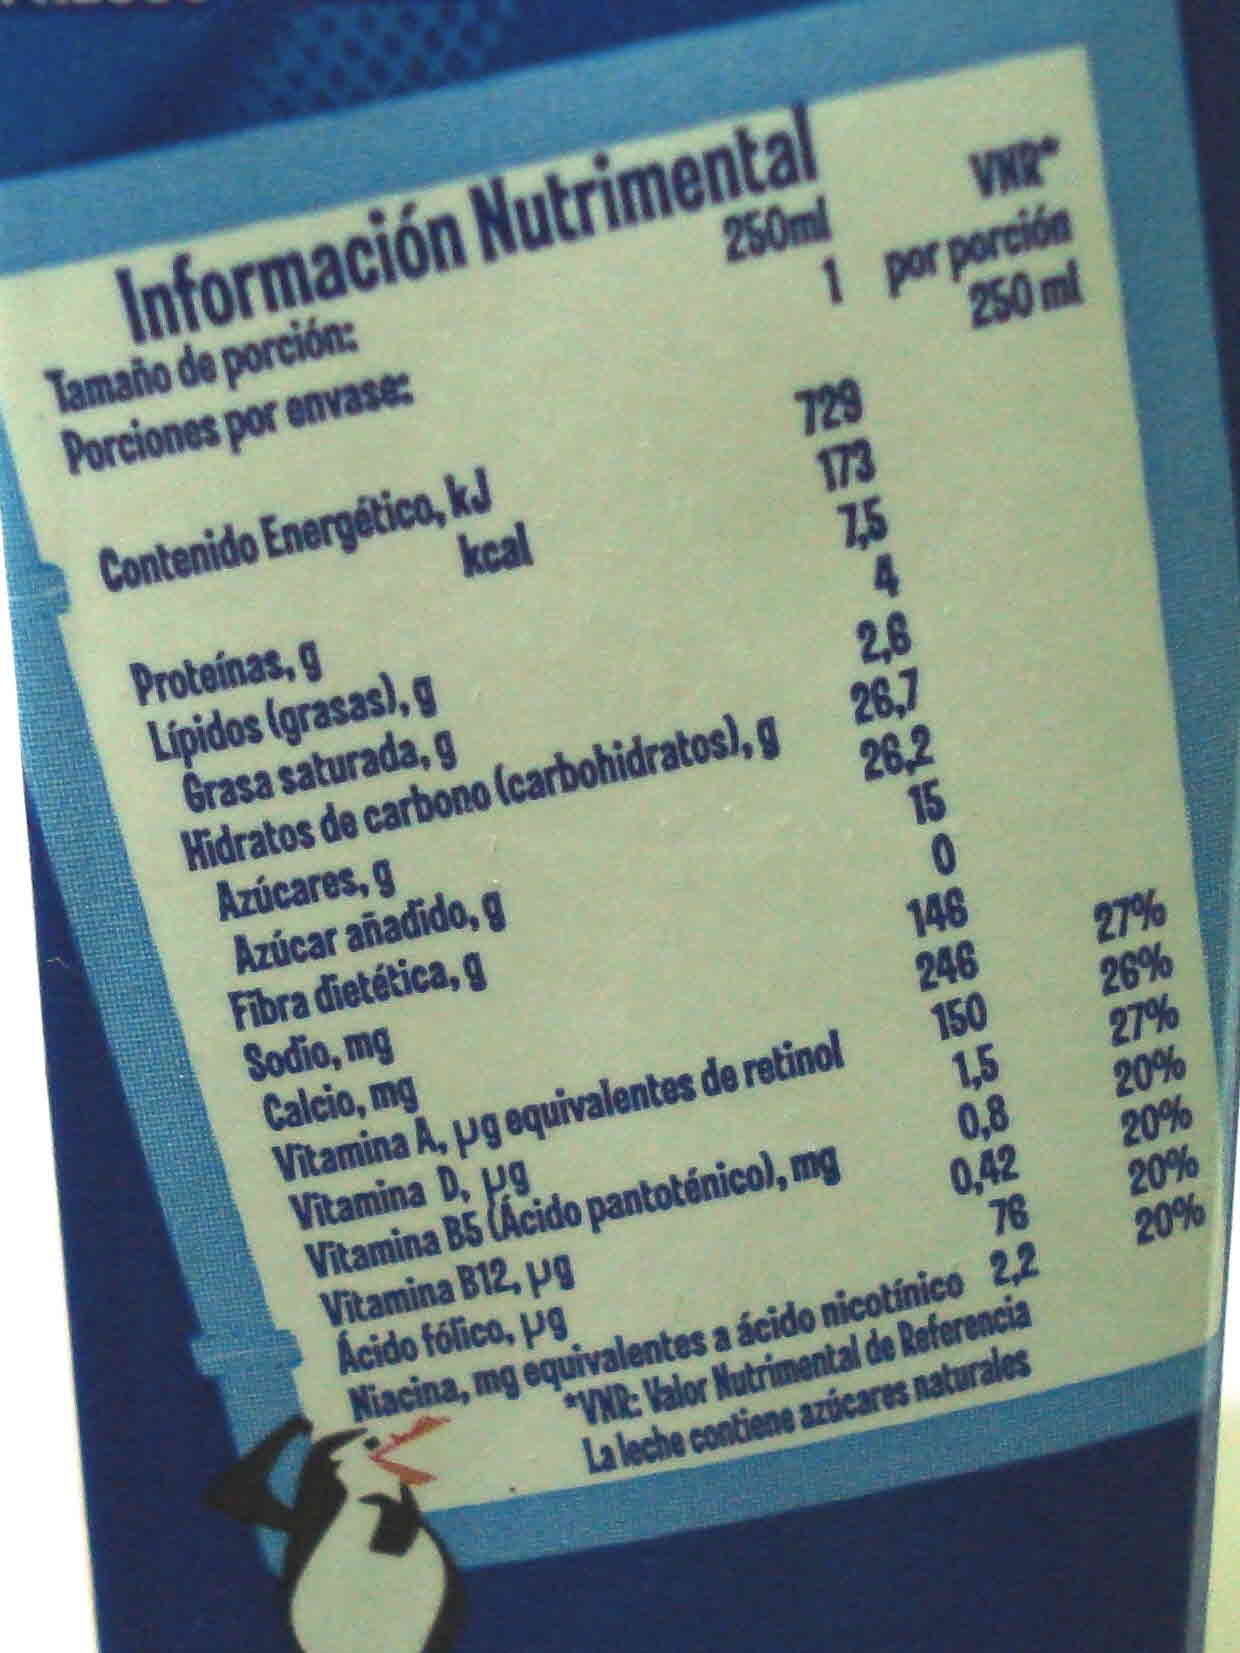 Información Nutrimental
Tamaño de porción: 250ml
Porciones por envase: 1
VNR*
por porción
250 ml
Contenido Energético, kJ 729
kcal 173
Proteínas, g 7,5
Lípidos (grasas), g 4
Grasa saturada, g 2,6
Hidratos de carbono (carbohidratos), g 26,7
Azúcares, g 26,2
Azúcar añadido, g 15
Fibra dietética, g 0
Sodio, mg 146
Calcio, mg 246 27%
Vitamina A, µg equivalentes de retinol 150 26%
Vitamina D, µg 1,5 27%
Vitamina B5 (Ácido pantoténico), mg 0,8 20%
Vitamina B12, µg 0,42 20%
Ácido fólico, µg 76 20%
Niacina, mg equivalentes a ácido nicotínico 2,2 20%
*VNR: Valor Nutrimental de Referencia
La leche contiene azúcares naturales